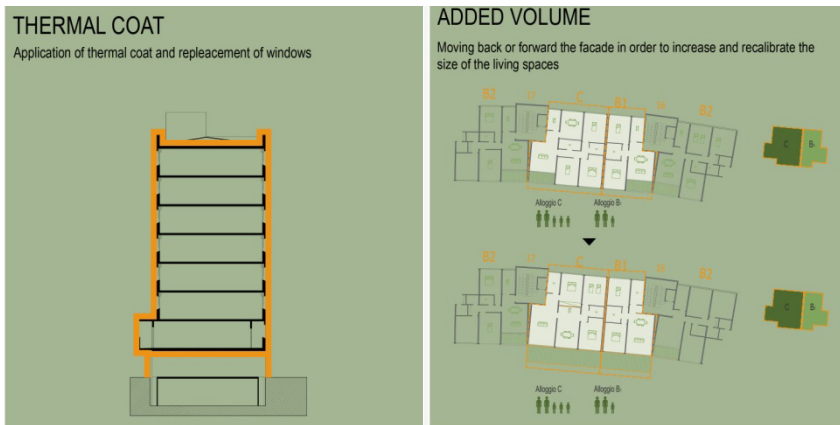 THERMAL COAT
Application of thermal coat and repleacement of windows
ADDED VOLUME
Moving back or forward the facade in order to increase and recalibrate the
size of the living spaces
B2
C
B1
B2
C
B
Alloggio C
Alloggio B
B2
C
B1
B2
C
B
Alloggio C
Alloggio B